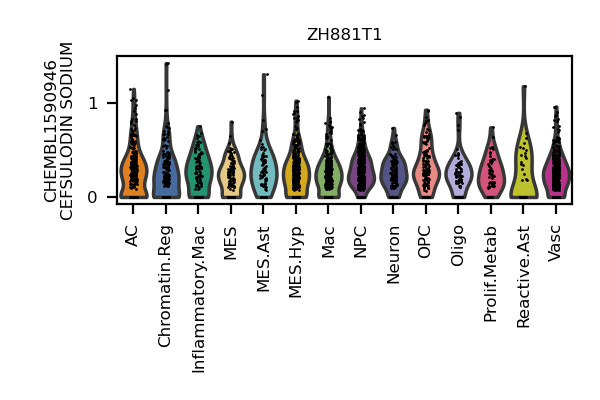 ZH881T1
CHEMBL1590946
CEFSULODIN SODIUM
1
0
AC
Chromatin.Reg
Inflammatory.Mac
MES
MES.Ast
MES.Hyp
Mac
NPC
Neuron
OPC
Oligo
Prolif.Metab
Reactive.Ast
Vasc